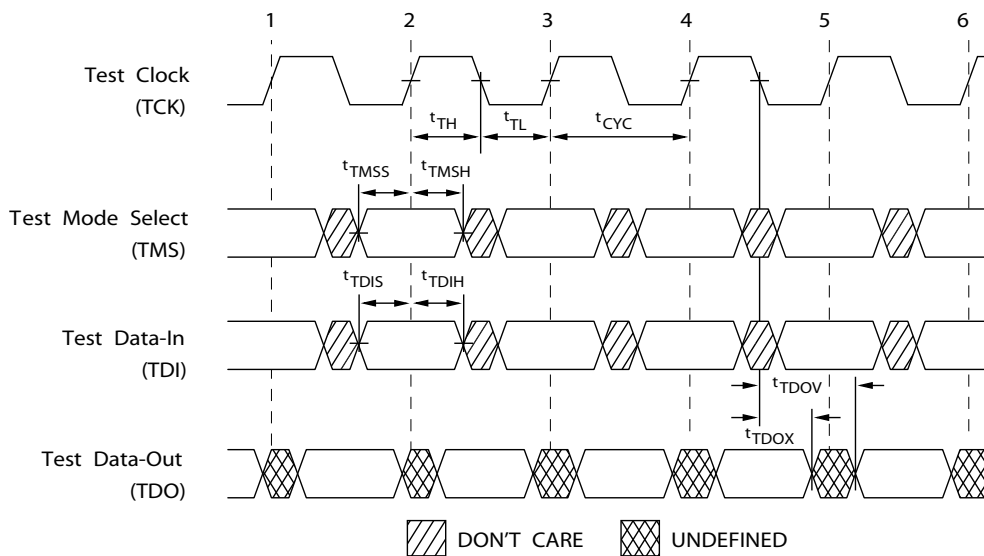 1 2 3 4 5 6
Test Clock
(TCK)
tTH tTL tCYC
tTMSS tTMSH
Test Mode Select
(TMS)
tTDIS tTDIH
Test Data-In
(TDI)
tTDOV
tTDOX
Test Data-Out
(TDO)
DON'T CARE UNDEFINED